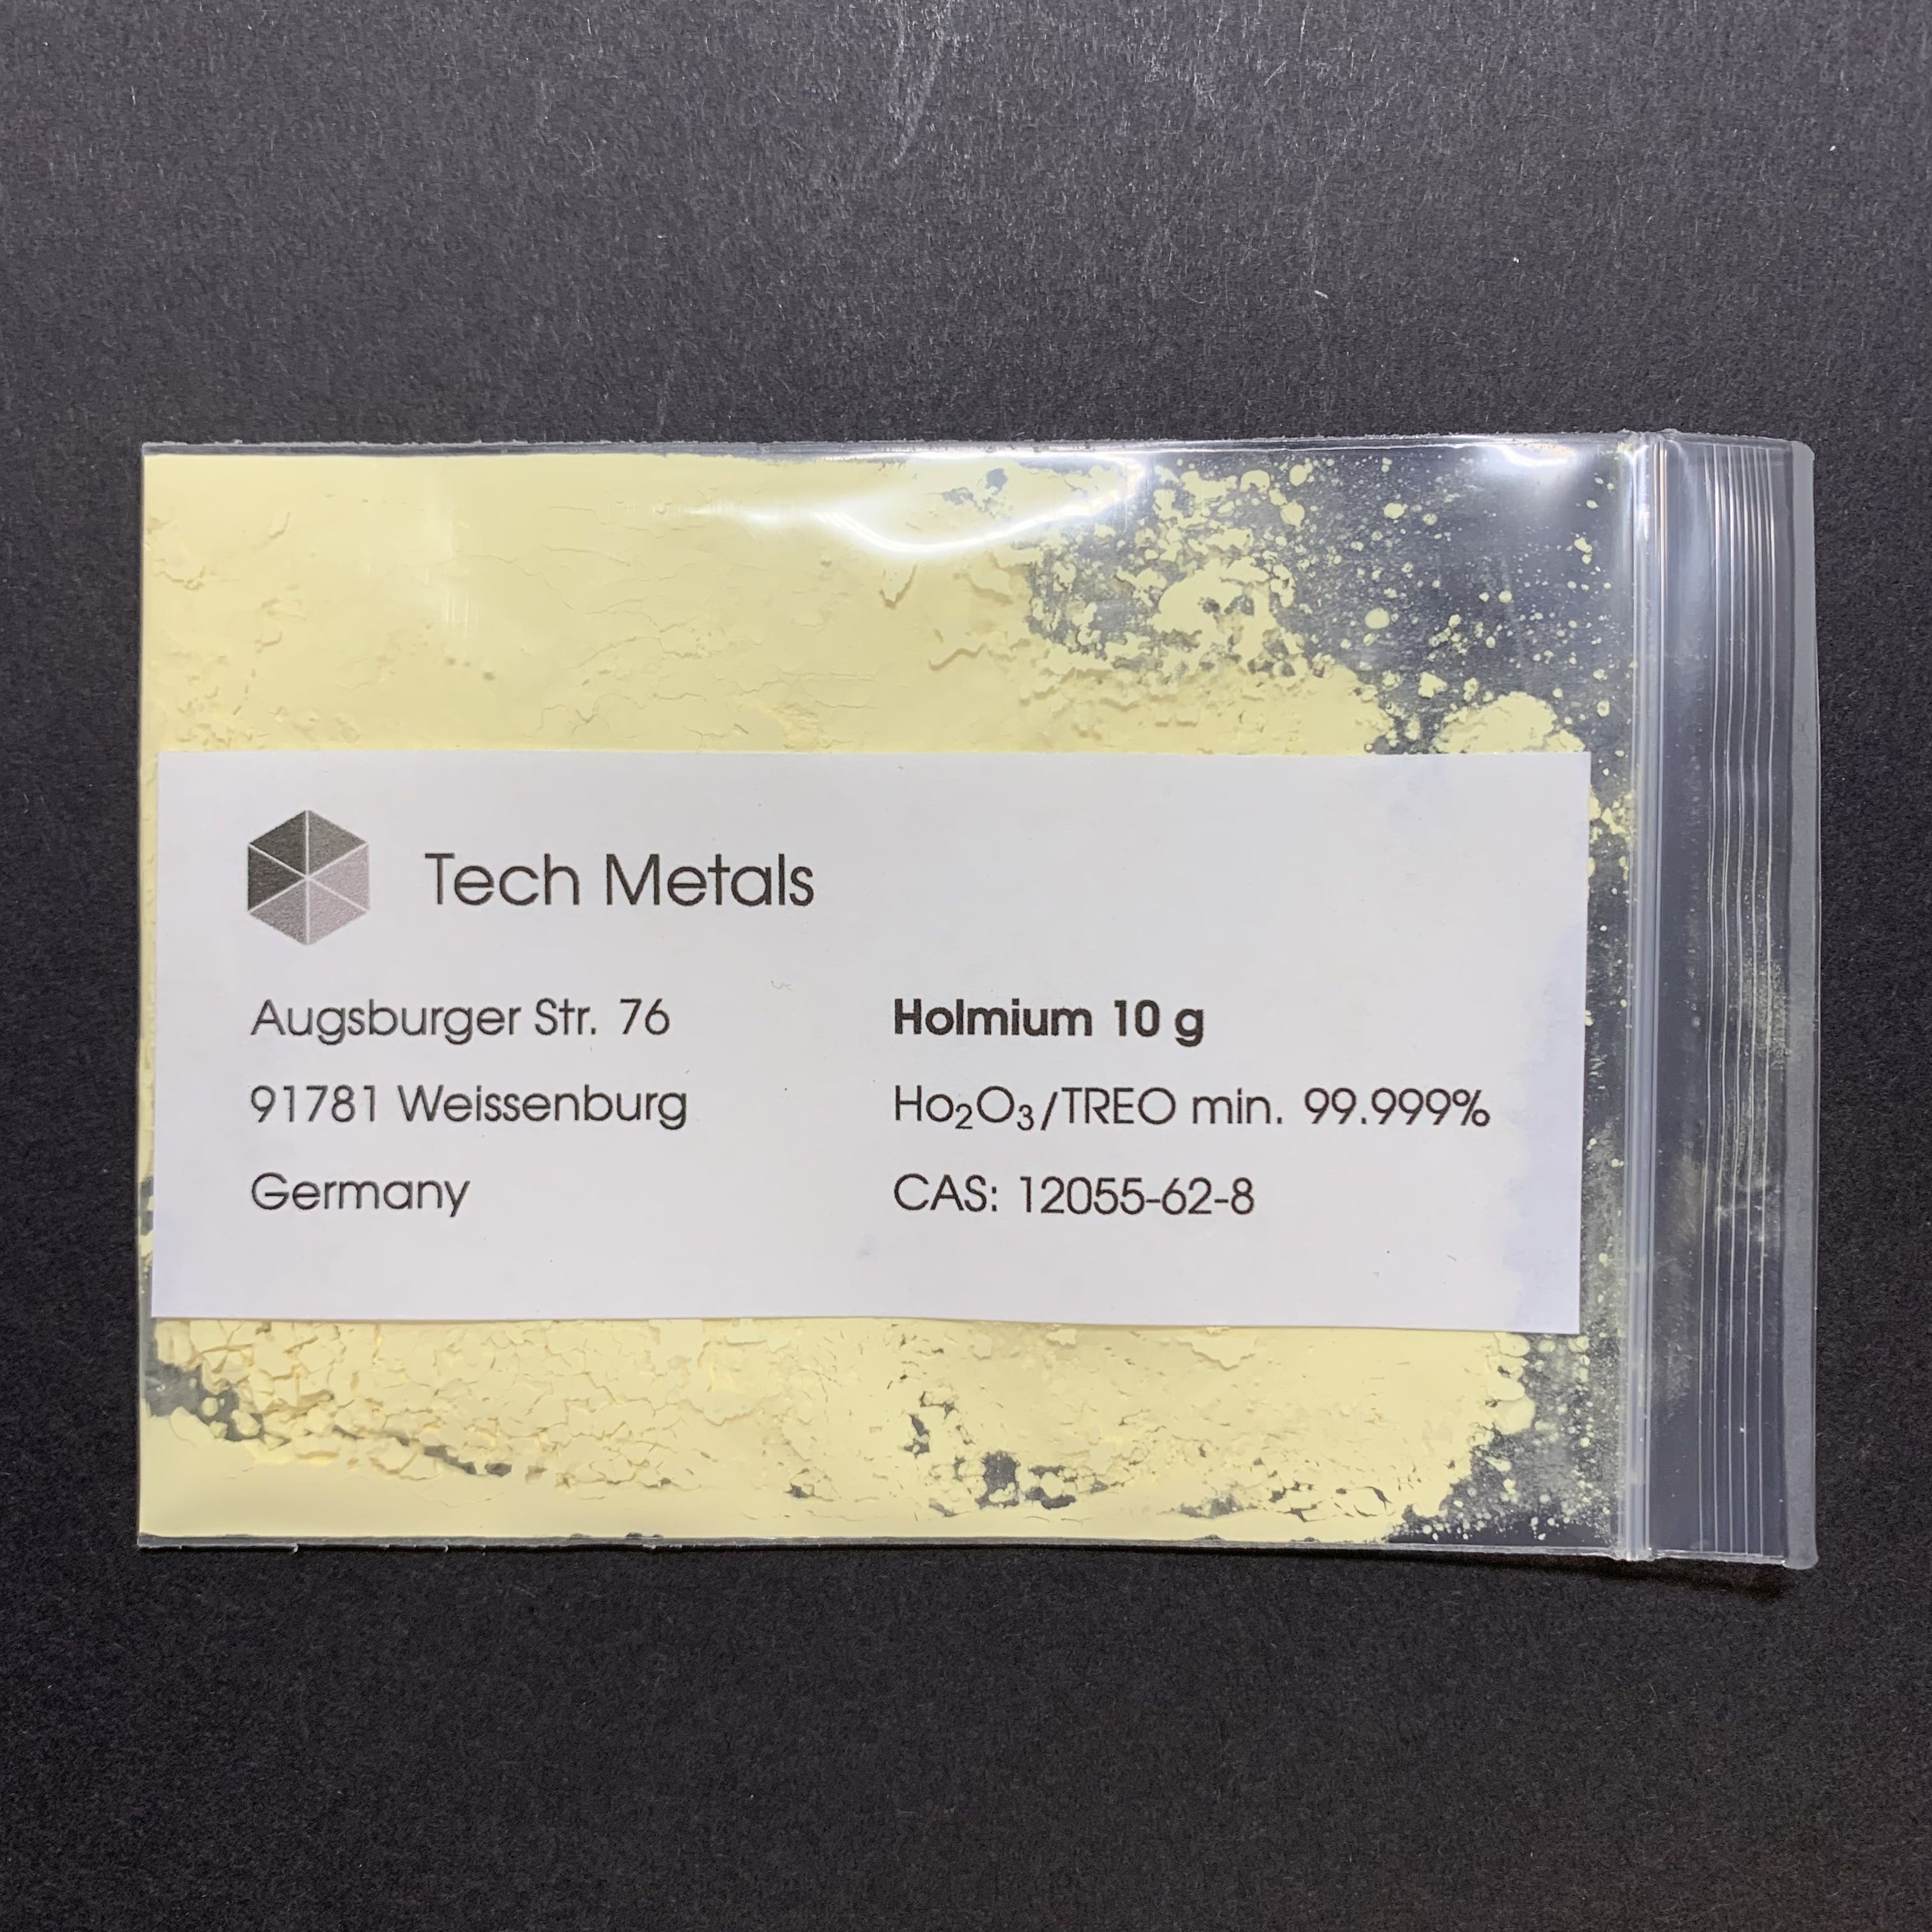 Tech Metals
Augsburger Str. 76
91781 Weissenburg
Germany
Holmium 10 g
Ho₂O₃/TREO min. 99.999%
CAS: 12055-62-8